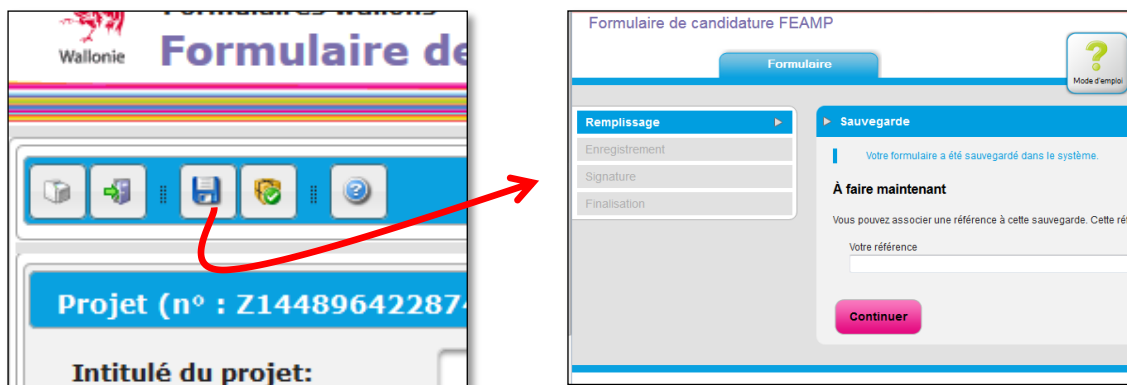 Formulaires wallons
Wallonie
Formulaire de
Projet (nº : Z14489642287
Intitulé du projet:
Formulaire de candidature FEAMP
Formulaire
Mode d'emploi
Remplissage
Enregistrement
Signature
Finalisation
Sauvegarde
Votre formulaire a été sauvegardé dans le système.
À faire maintenant
Vous pouvez associer une référence à cette sauvegarde. Cette ré
Votre référence
Continuer